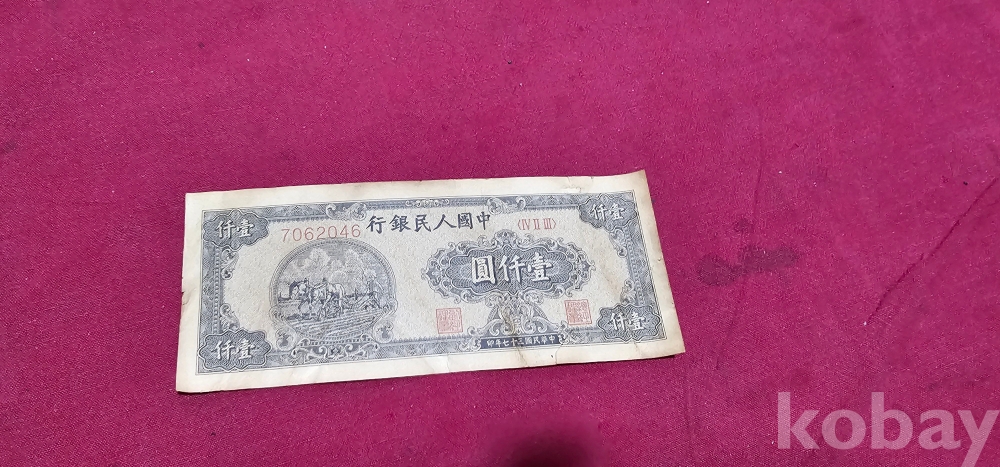 中國人民銀行
〈IV II III〉
7062046
壹仟
壹仟
壹仟圓
壹仟
壹仟
中華民國三十七年印
kobay